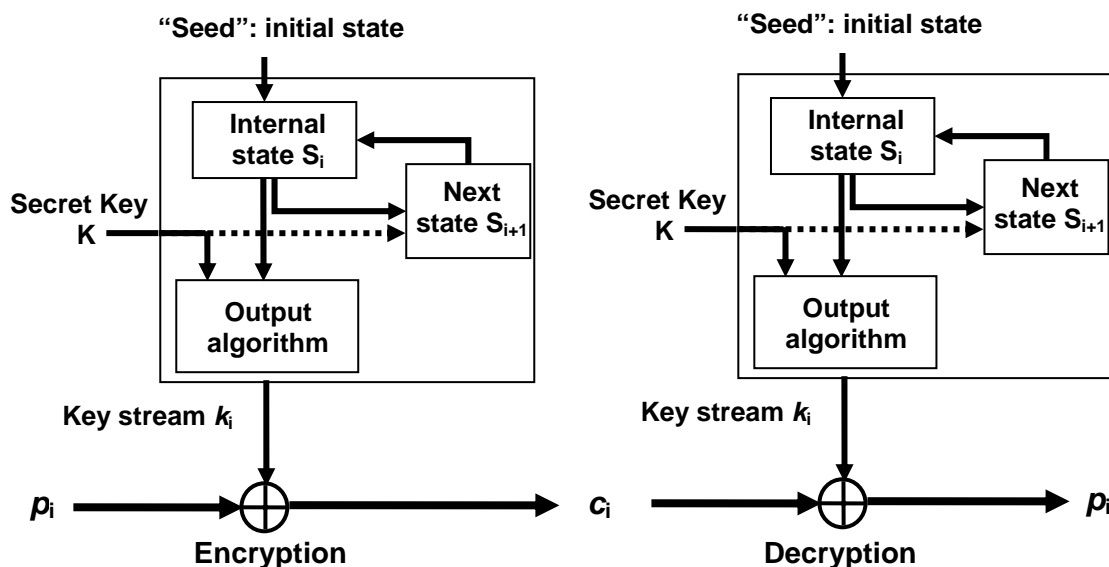 “Seed”: initial state
Internal
state Si
Next
state Si+1
Secret Key
K
Output
algorithm
Key stream ki
pi
Encryption
“Seed”: initial state
Internal
state Si
Next
state Si+1
Secret Key
K
Output
algorithm
Key stream ki
ci
pi
Decryption